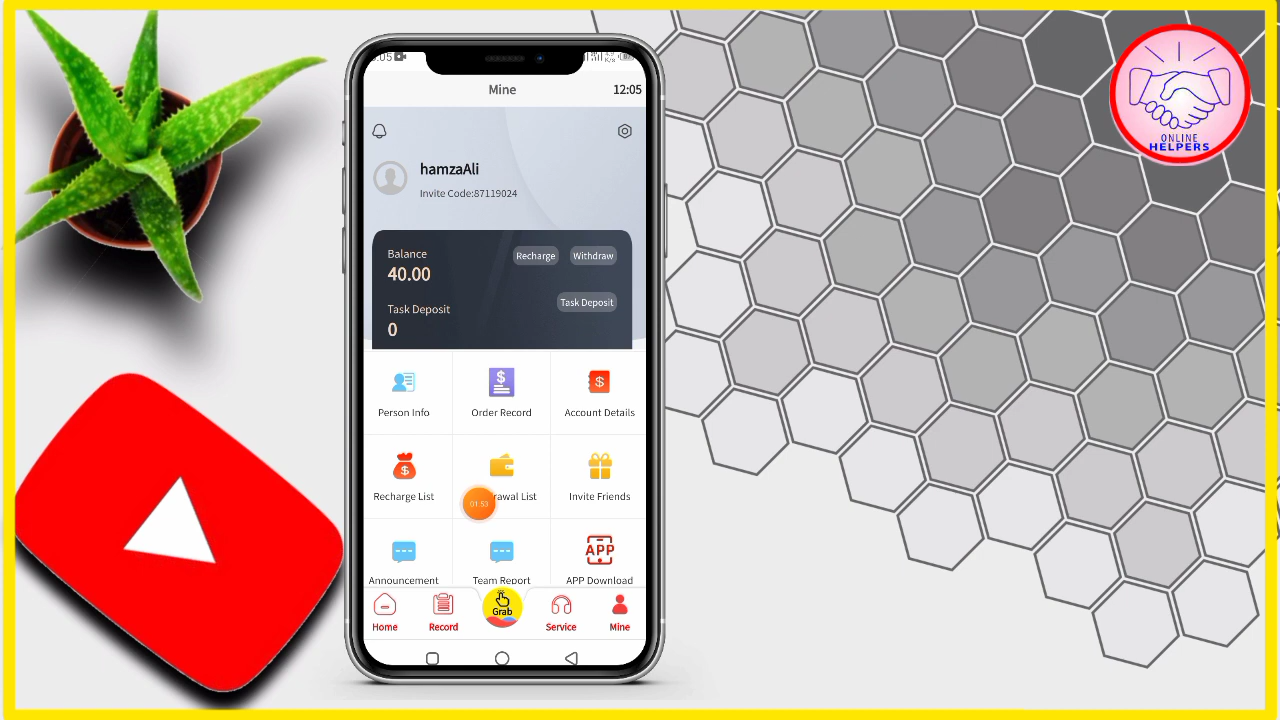 Mine
12:05
hamzaAli
Invite Code:87119024
Balance
Recharge
Withdraw
40.00
Task Deposit
Task Deposit
0
Person Info
Order Record
Account Details
Recharge List
rawal List
Invite Friends
01:53
Announcement
Team Report
APP
APP Download
Grab
Home
Record
Service
Mine
ONLINE
HELPERS